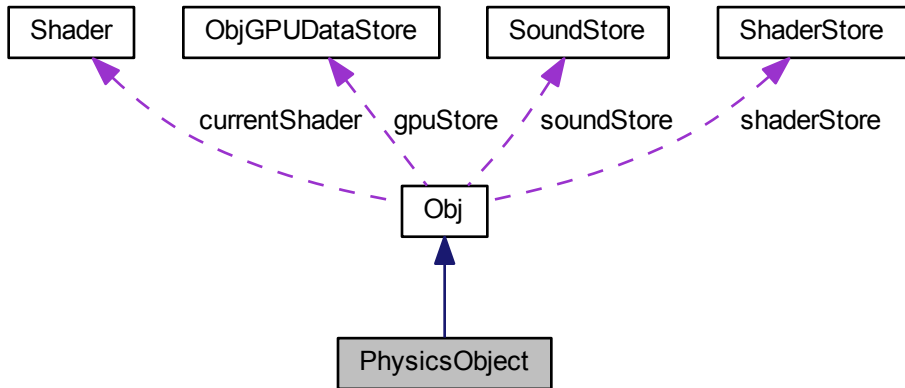 Shader
ObjGPUDataStore
SoundStore
ShaderStore
currentShader
gpuStore
soundStore
shaderStore
Obj
PhysicsObject